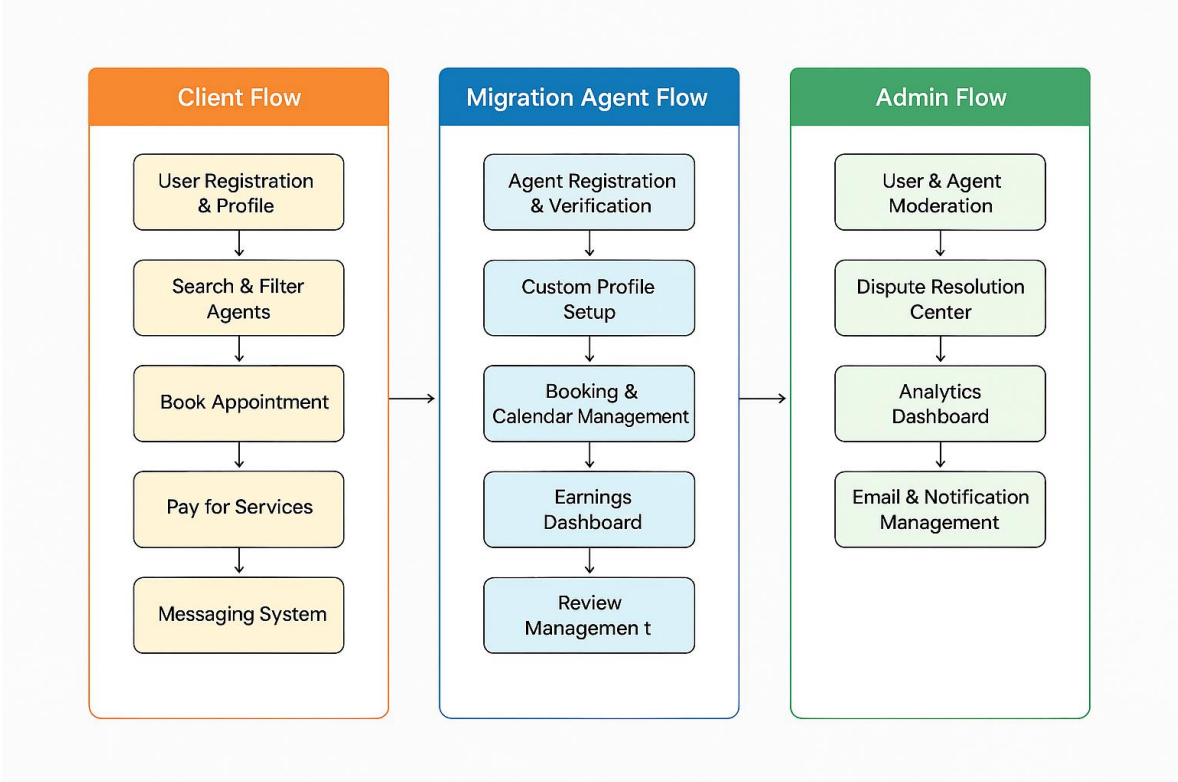 Client Flow
User Registration
& Profile
Search & Filter
Agents
Book Appointment
Pay for Services
Messaging System
Migration Agent Flow
Agent Registration
& Verification
Custom Profile
Setup
Booking &
Calendar Management
Earnings
Dashboard
Review
Managemen t
Admin Flow
User & Agent
Moderation
Dispute Resolution
Center
Analytics
Dashboard
Email & Notification
Management